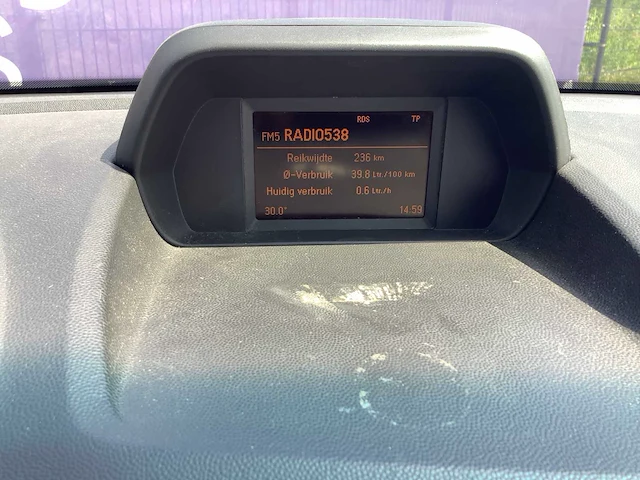 RDS TP
FM5 RADIO538
Reikwijdte 236 km
Ø-Verbruik 39.8 Ltr./100 km
Huidig verbruik 0.6 Ltr./h
30.0° 14:59